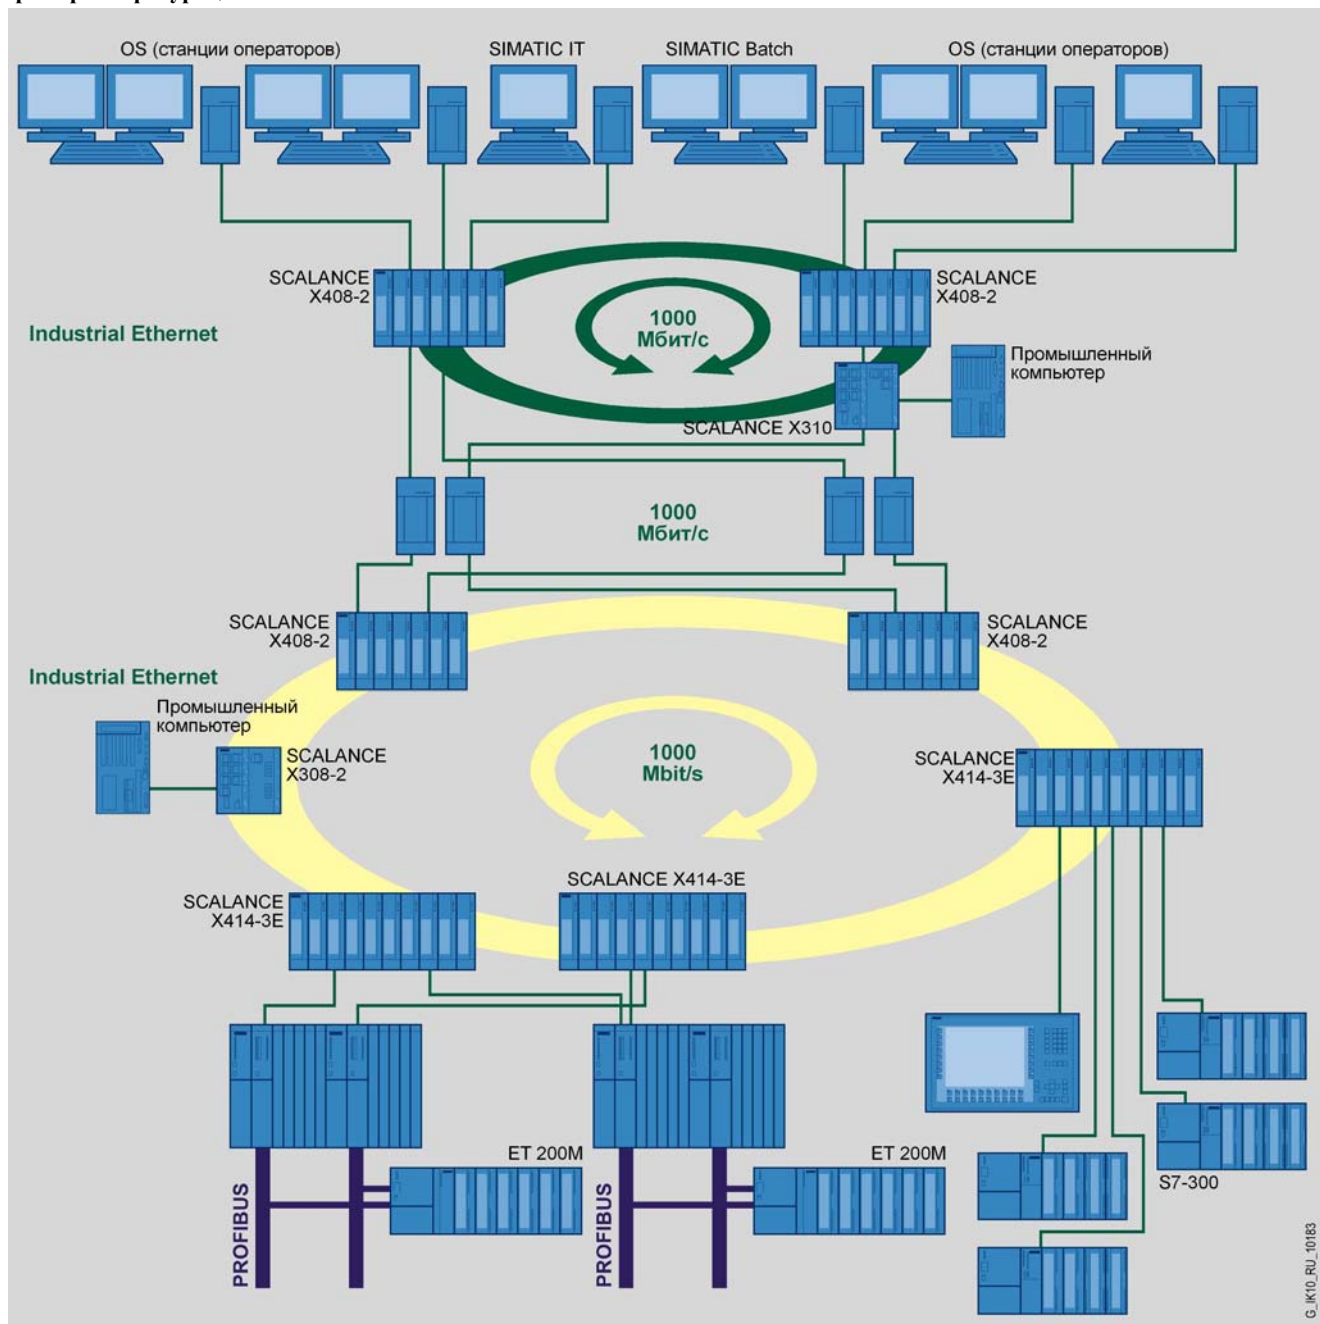 OS (станции операторов)
SIMATIC IT
SIMATIC Batch
OS (станции операторов)
SCALANCE
X408-2
SCALANCE
X408-2
1000
Мбит/с
Industrial Ethernet
Промышленный
компьютер
SCALANCE X310
1000
Мбит/с
SCALANCE
X408-2
SCALANCE
X408-2
Industrial Ethernet
Промышленный
компьютер
SCALANCE
X308-2
1000
Mbit/s
SCALANCE
X414-3E
SCALANCE X414-3E
SCALANCE
X414-3E
ET 200M
ET 200M
S7-300
PROFIBUS
PROFIBUS
G_IK10_RU_10183